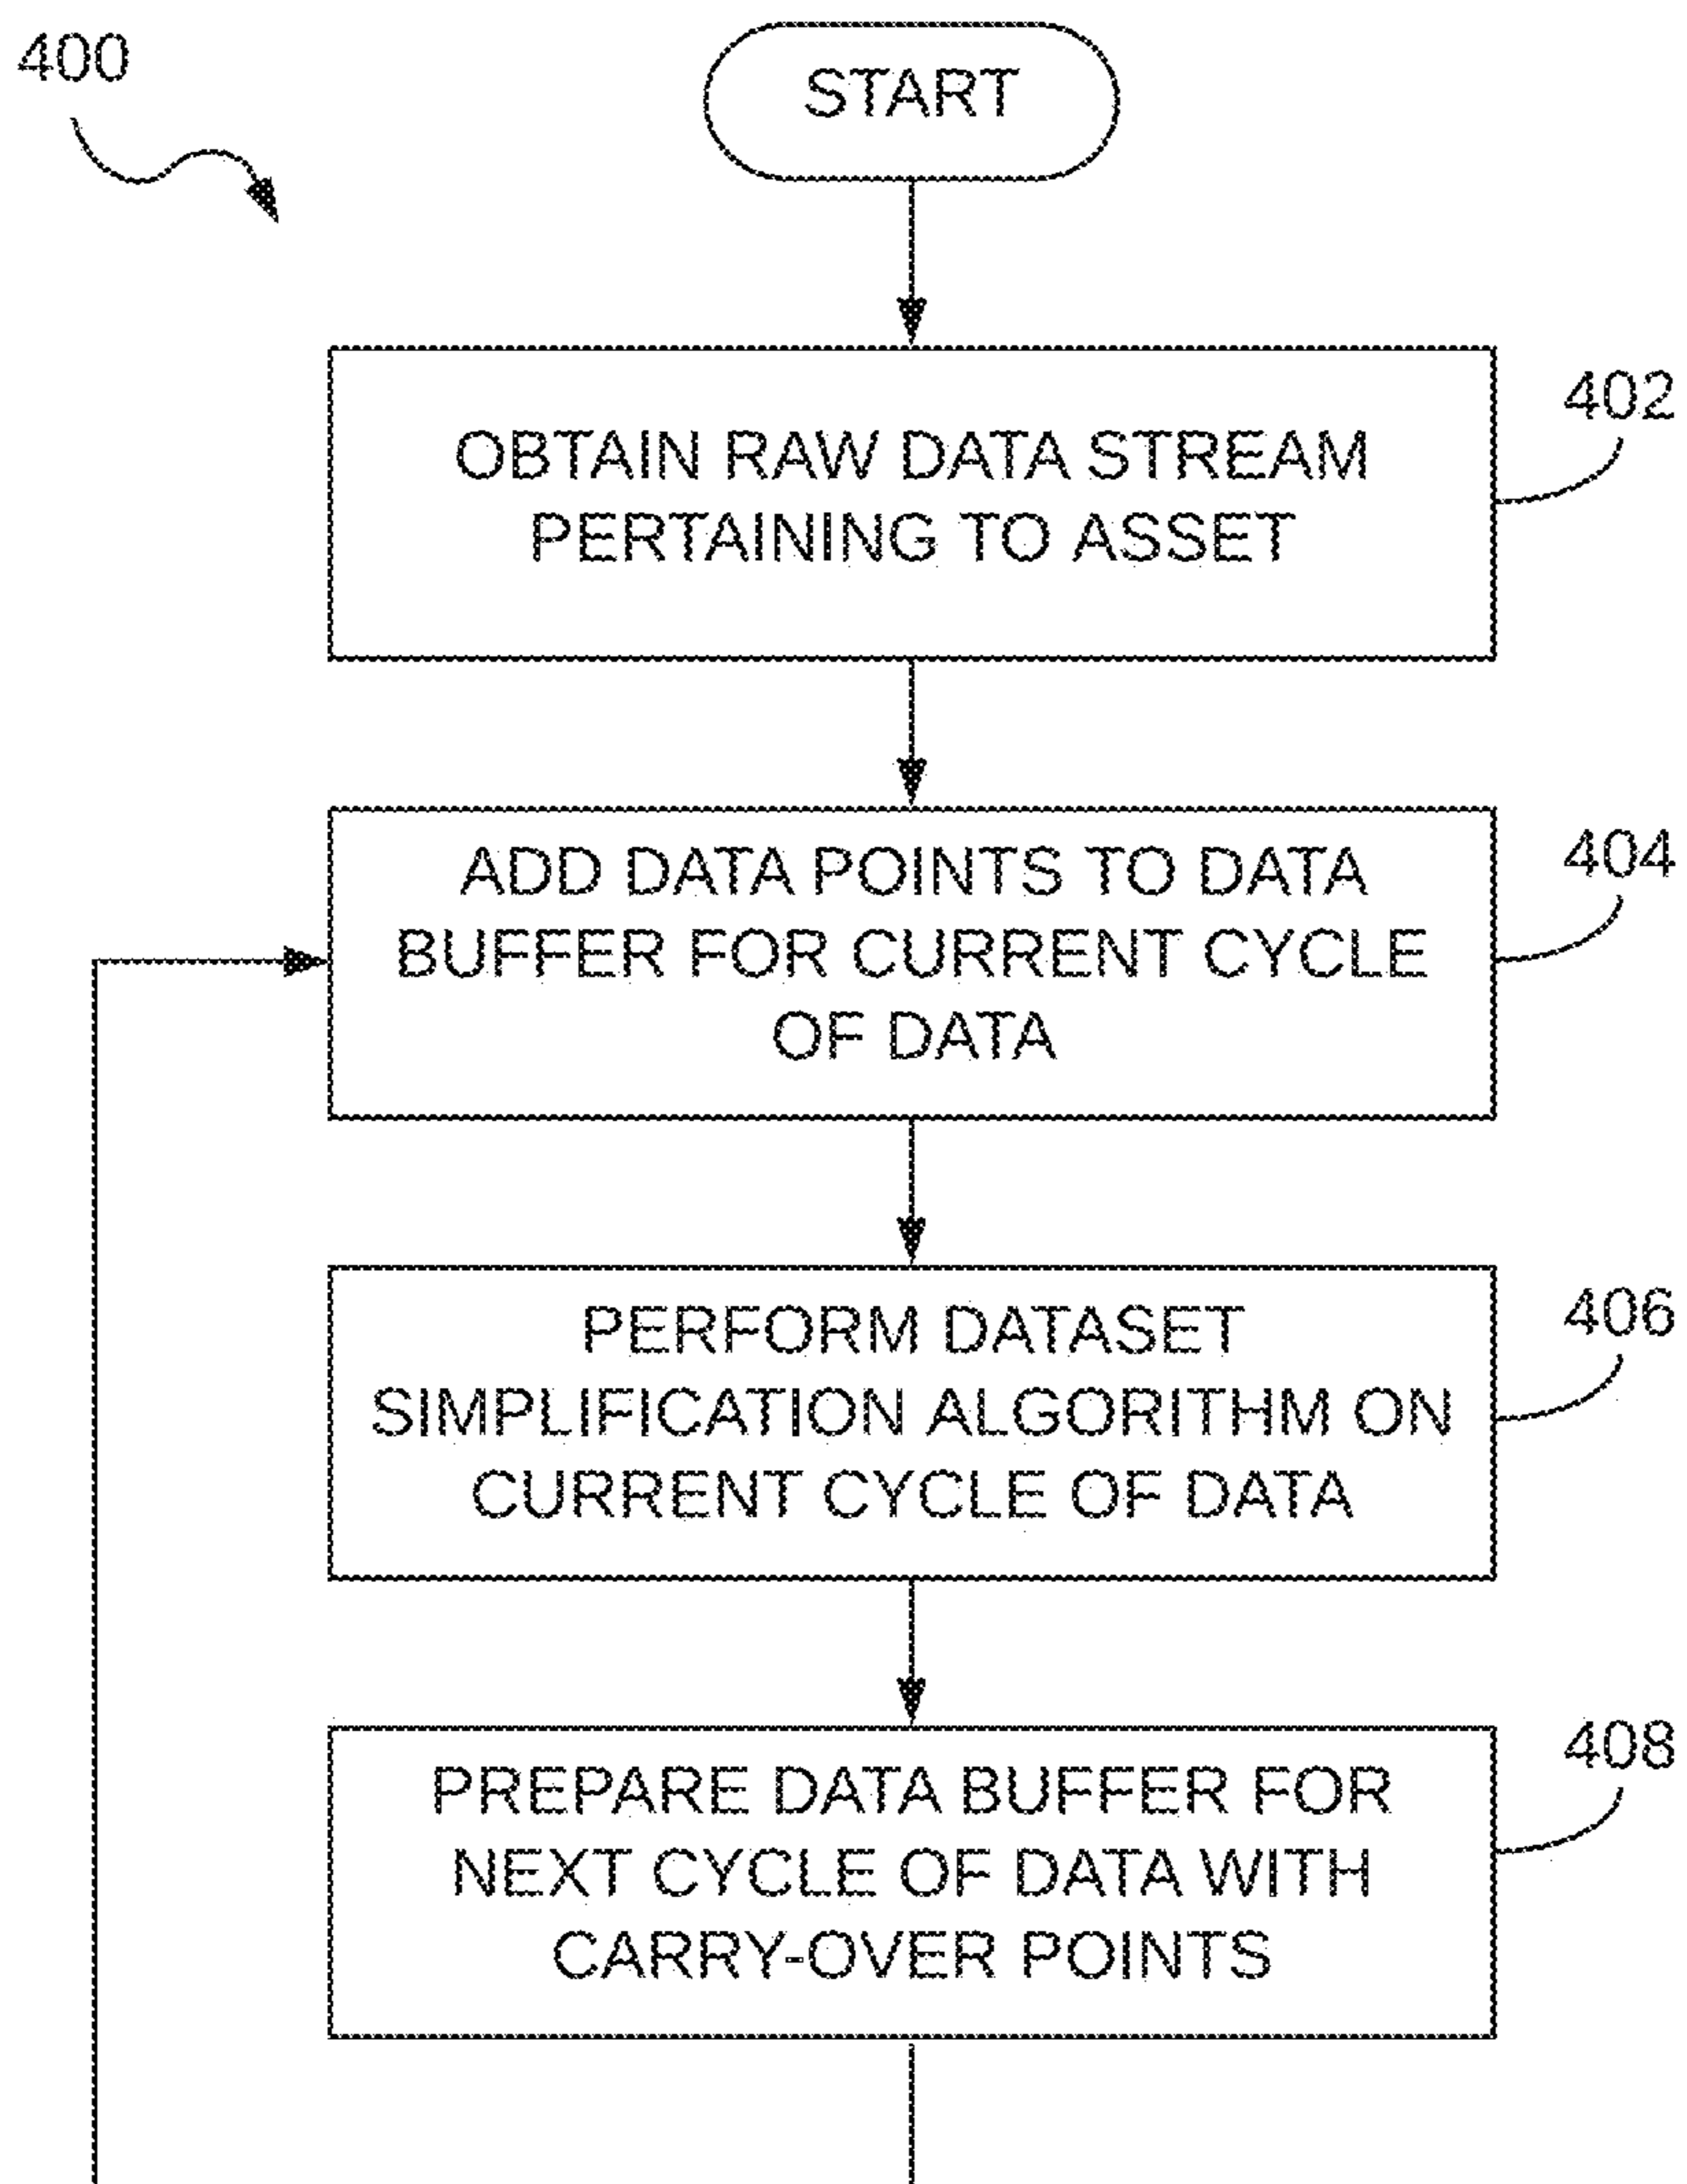 400
START
402
OBTAIN RAW DATA STREAM
PERTAINING TO ASSET
404
ADD DATA POINTS TO DATA
BUFFER FOR CURRENT CYCLE
OF DATA
406
PERFORM DATASET
SIMPLIFICATION ALGORITHM ON
CURRENT CYCLE OF DATA
408
PREPARE DATA BUFFER FOR
NEXT CYCLE OF DATA WITH
CARRY-OVER POINTS